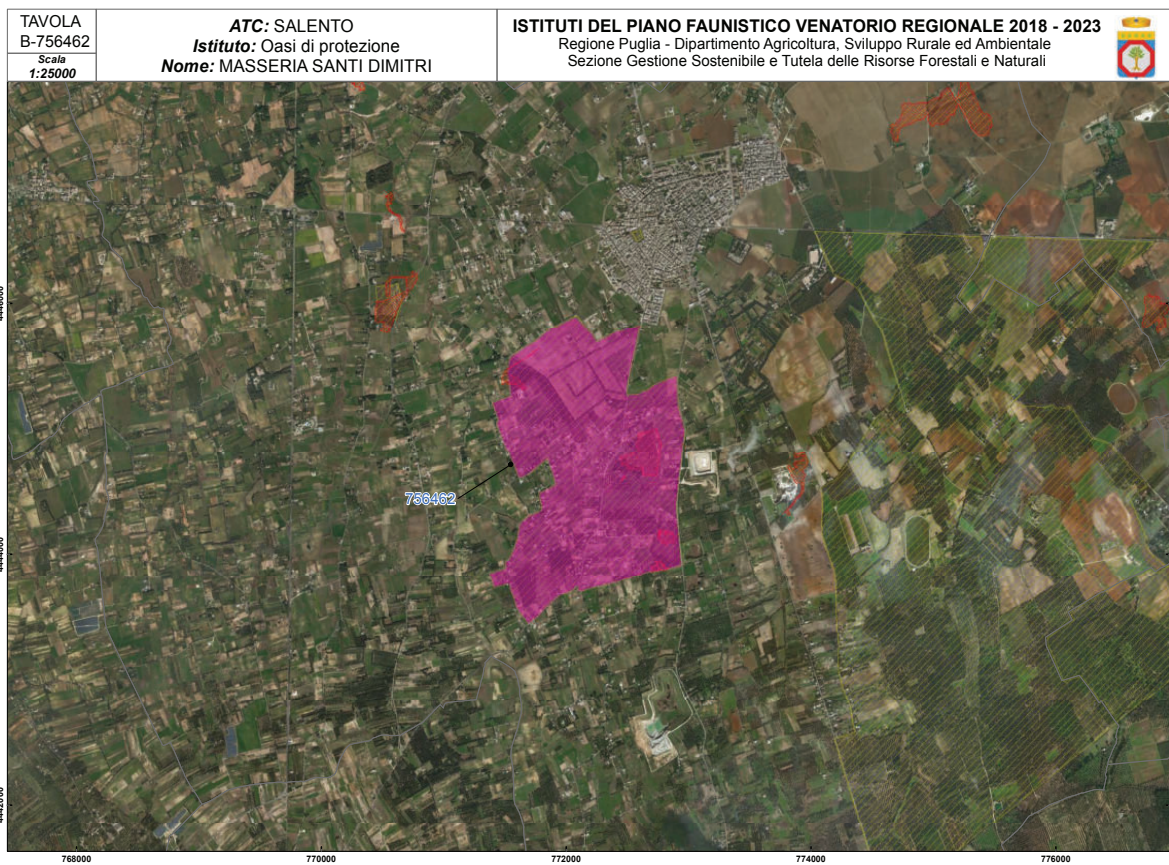 TAVOLA
B-756462
Scala
1:25000
ATC: SALENTO
Istituto: Oasi di protezione
Nome: MASSERIA SANTI DIMITRI
ISTITUTI DEL PIANO FAUNISTICO VENATORIO REGIONALE 2018 - 2023
Regione Puglia - Dipartimento Agricoltura, Sviluppo Rurale ed Ambientale
Sezione Gestione Sostenibile e Tutela delle Risorse Forestali e Naturali
756462
4444000
4442000
768000
770000
772000
774000
776000